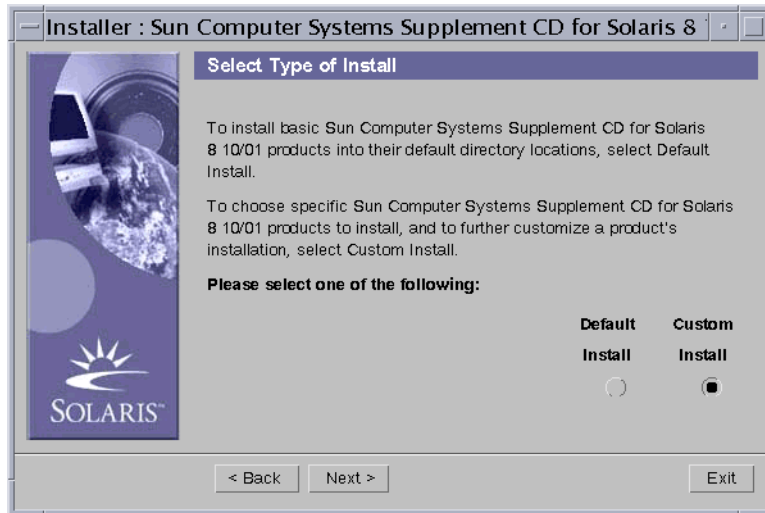 Installer : Sun Computer Systems Supplement CD for Solaris 8
Select Type of Install
To install basic Sun Computer Systems Supplement CD for Solaris
8 10/01 products into their default directory locations, select Default
Install.
To choose specific Sun Computer Systems Supplement CD for Solaris
8 10/01 products to install, and to further customize a product's
installation, select Custom Install.
Please select one of the following:
Default Custom
Install Install
SOLARIS™
< Back Next > Exit